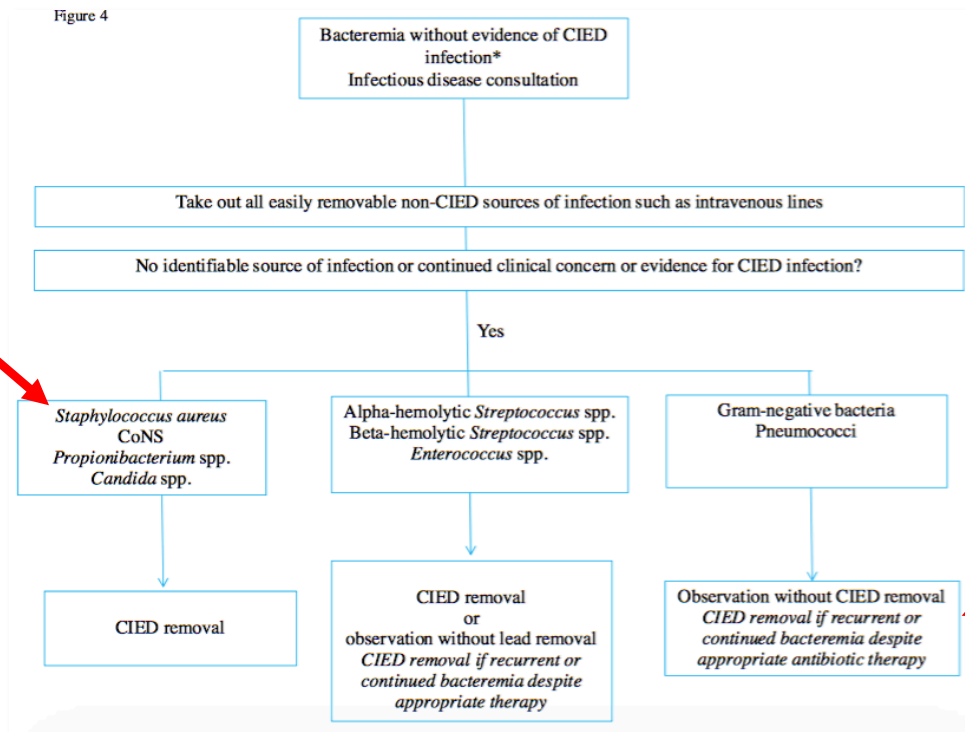 Figure 4
Bacteremia without evidence of CIED
infection*
Infectious disease consultation
Take out all easily removable non-CIED sources of infection such as intravenous lines
No identifiable source of infection or continued clinical concern or evidence for CIED infection?
Yes
Staphylococcus aureus
CoNS
Propionibacterium spp.
Candida spp.
Alpha-hemolytic Streptococcus spp.
Beta-hemolytic Streptococcus spp.
Enterococcus spp.
Gram-negative bacteria
Pneumococci
CIED removal
CIED removal
or
observation without lead removal
CIED removal if recurrent or
continued bacteremia despite
appropriate therapy
Observation without CIED removal
CIED removal if recurrent or
continued bacteremia despite
appropriate antibiotic therapy